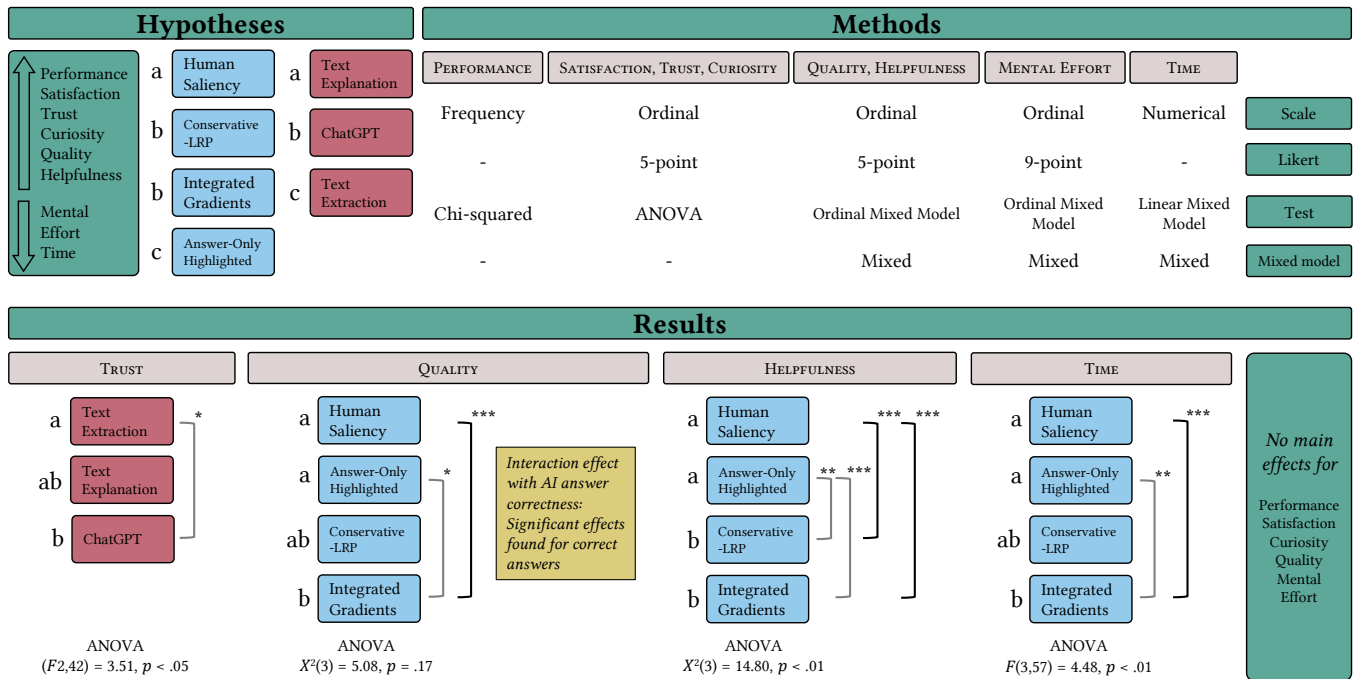 Hypotheses
Performance
Satisfaction
Trust
Curiosity
Quality
Helpfulness
Mental
Effort
Time
a
Human
Saliency
b
Conservative
-LRP
b
Integrated
Gradients
c
Answer-Only
Highlighted
a
Text
Explanation
b
ChatGPT
c
Text
Extraction
Methods
PERFORMANCE
SATISFACTION, TRUST, CURIOSITY
QUALITY, HELPFULNESS
MENTAL EFFORT
TIME
Frequency
Ordinal
Ordinal
Ordinal
Numerical
Scale
-
5-point
5-point
9-point
-
Likert
Chi-squared
ANOVA
Ordinal Mixed Model
Ordinal Mixed
Model
Linear Mixed
Model
Test
-
-
Mixed
Mixed
Mixed
Mixed model
Results
TRUST
a
Text
Extraction
*
ab
Text
Explanation
b
ChatGPT
ANOVA
(F2,42) = 3.51, p < .05
QUALITY
a
Human
Saliency
***
a
Answer-Only
Highlighted
*
ab
Conservative
-LRP
b
Integrated
Gradients
Interaction effect
with AI answer
correctness:
Significant effects
found for correct
answers
ANOVA
X²(3) = 5.08, p = .17
HELPFULNESS
a
Human
Saliency
*** ***
a
Answer-Only
Highlighted
** ***
b
Conservative
-LRP
b
Integrated
Gradients
ANOVA
X²(3) = 14.80, p < .01
TIME
a
Human
Saliency
***
a
Answer-Only
Highlighted
**
ab
Conservative
-LRP
b
Integrated
Gradients
ANOVA
F(3,57) = 4.48, p < .01
No main
effects for
Performance
Satisfaction
Curiosity
Quality
Mental
Effort